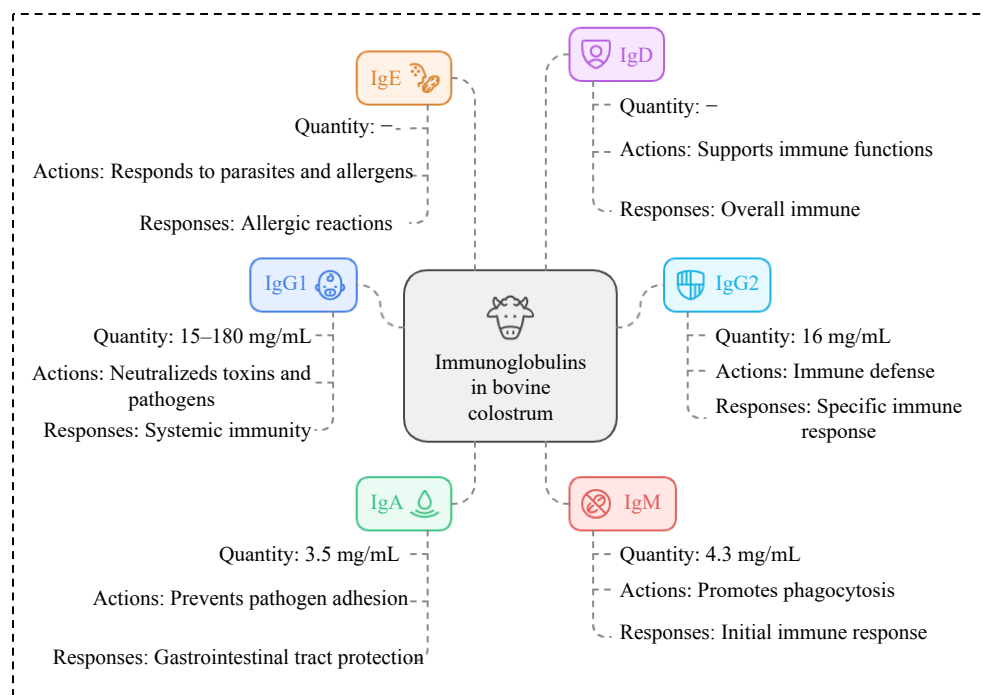 IgE
Quantity: –
Actions: Responds to parasites and allergens
Responses: Allergic reactions
IgD
Quantity: –
Actions: Supports immune functions
Responses: Overall immune
IgG1
Quantity: 15–180 mg/mL
Actions: Neutralizeds toxins and
pathogens
Responses: Systemic immunity
Immunoglobulins
in bovine
colostrum
IgG2
Quantity: 16 mg/mL
Actions: Immune defense
Responses: Specific immune
response
IgA
Quantity: 3.5 mg/mL
Actions: Prevents pathogen adhesion
Responses: Gastrointestinal tract protection
IgM
Quantity: 4.3 mg/mL
Actions: Promotes phagocytosis
Responses: Initial immune response